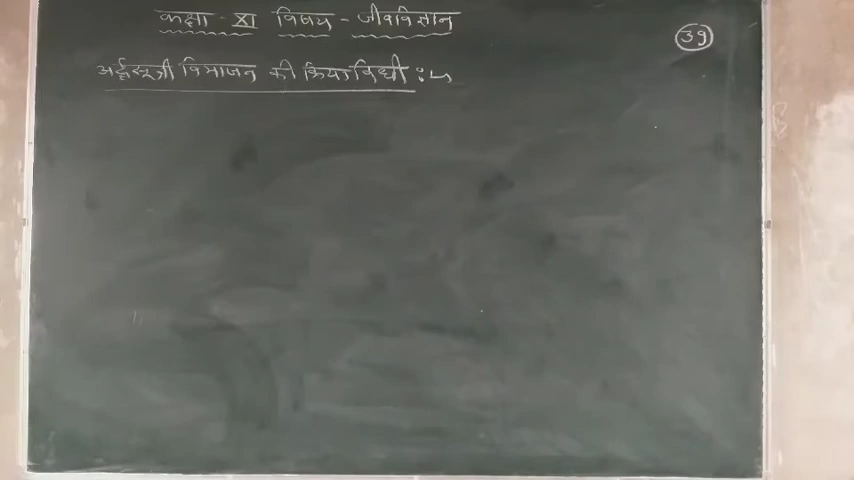 कक्षा - XI विषय - जीवविज्ञान
39
अर्द्धसूत्री विभाजन की क्रियाविधी :-